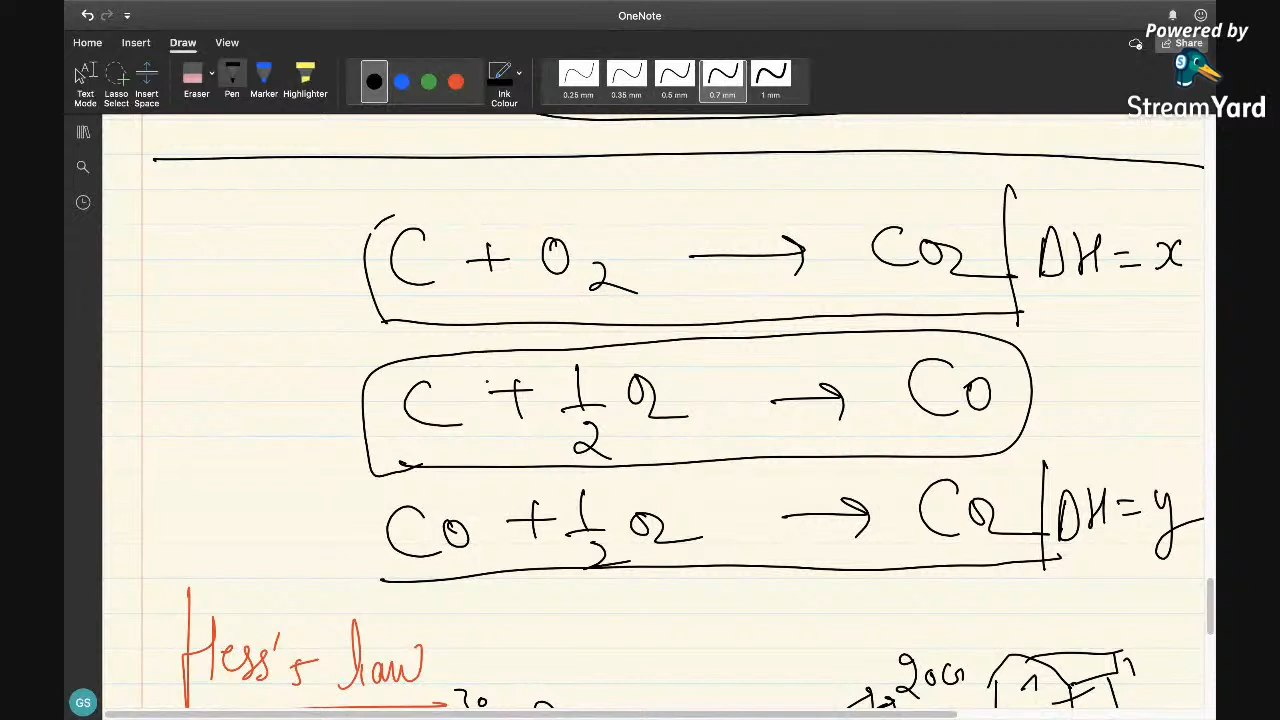 OneNote
Powered by
StreamYard
Home Insert Draw View
Share
Text Mode
Lasso Select
Insert Space
Eraser
Pen
Marker
Highlighter
Ink Colour
0.25 mm
0.35 mm
0.5 mm
0.7 mm
1 mm
C + O2 → CO2 | DH = x
C + 1/2 O2 → CO
CO + 1/2 O2 → CO2 | DH = y
Hess's law
GS